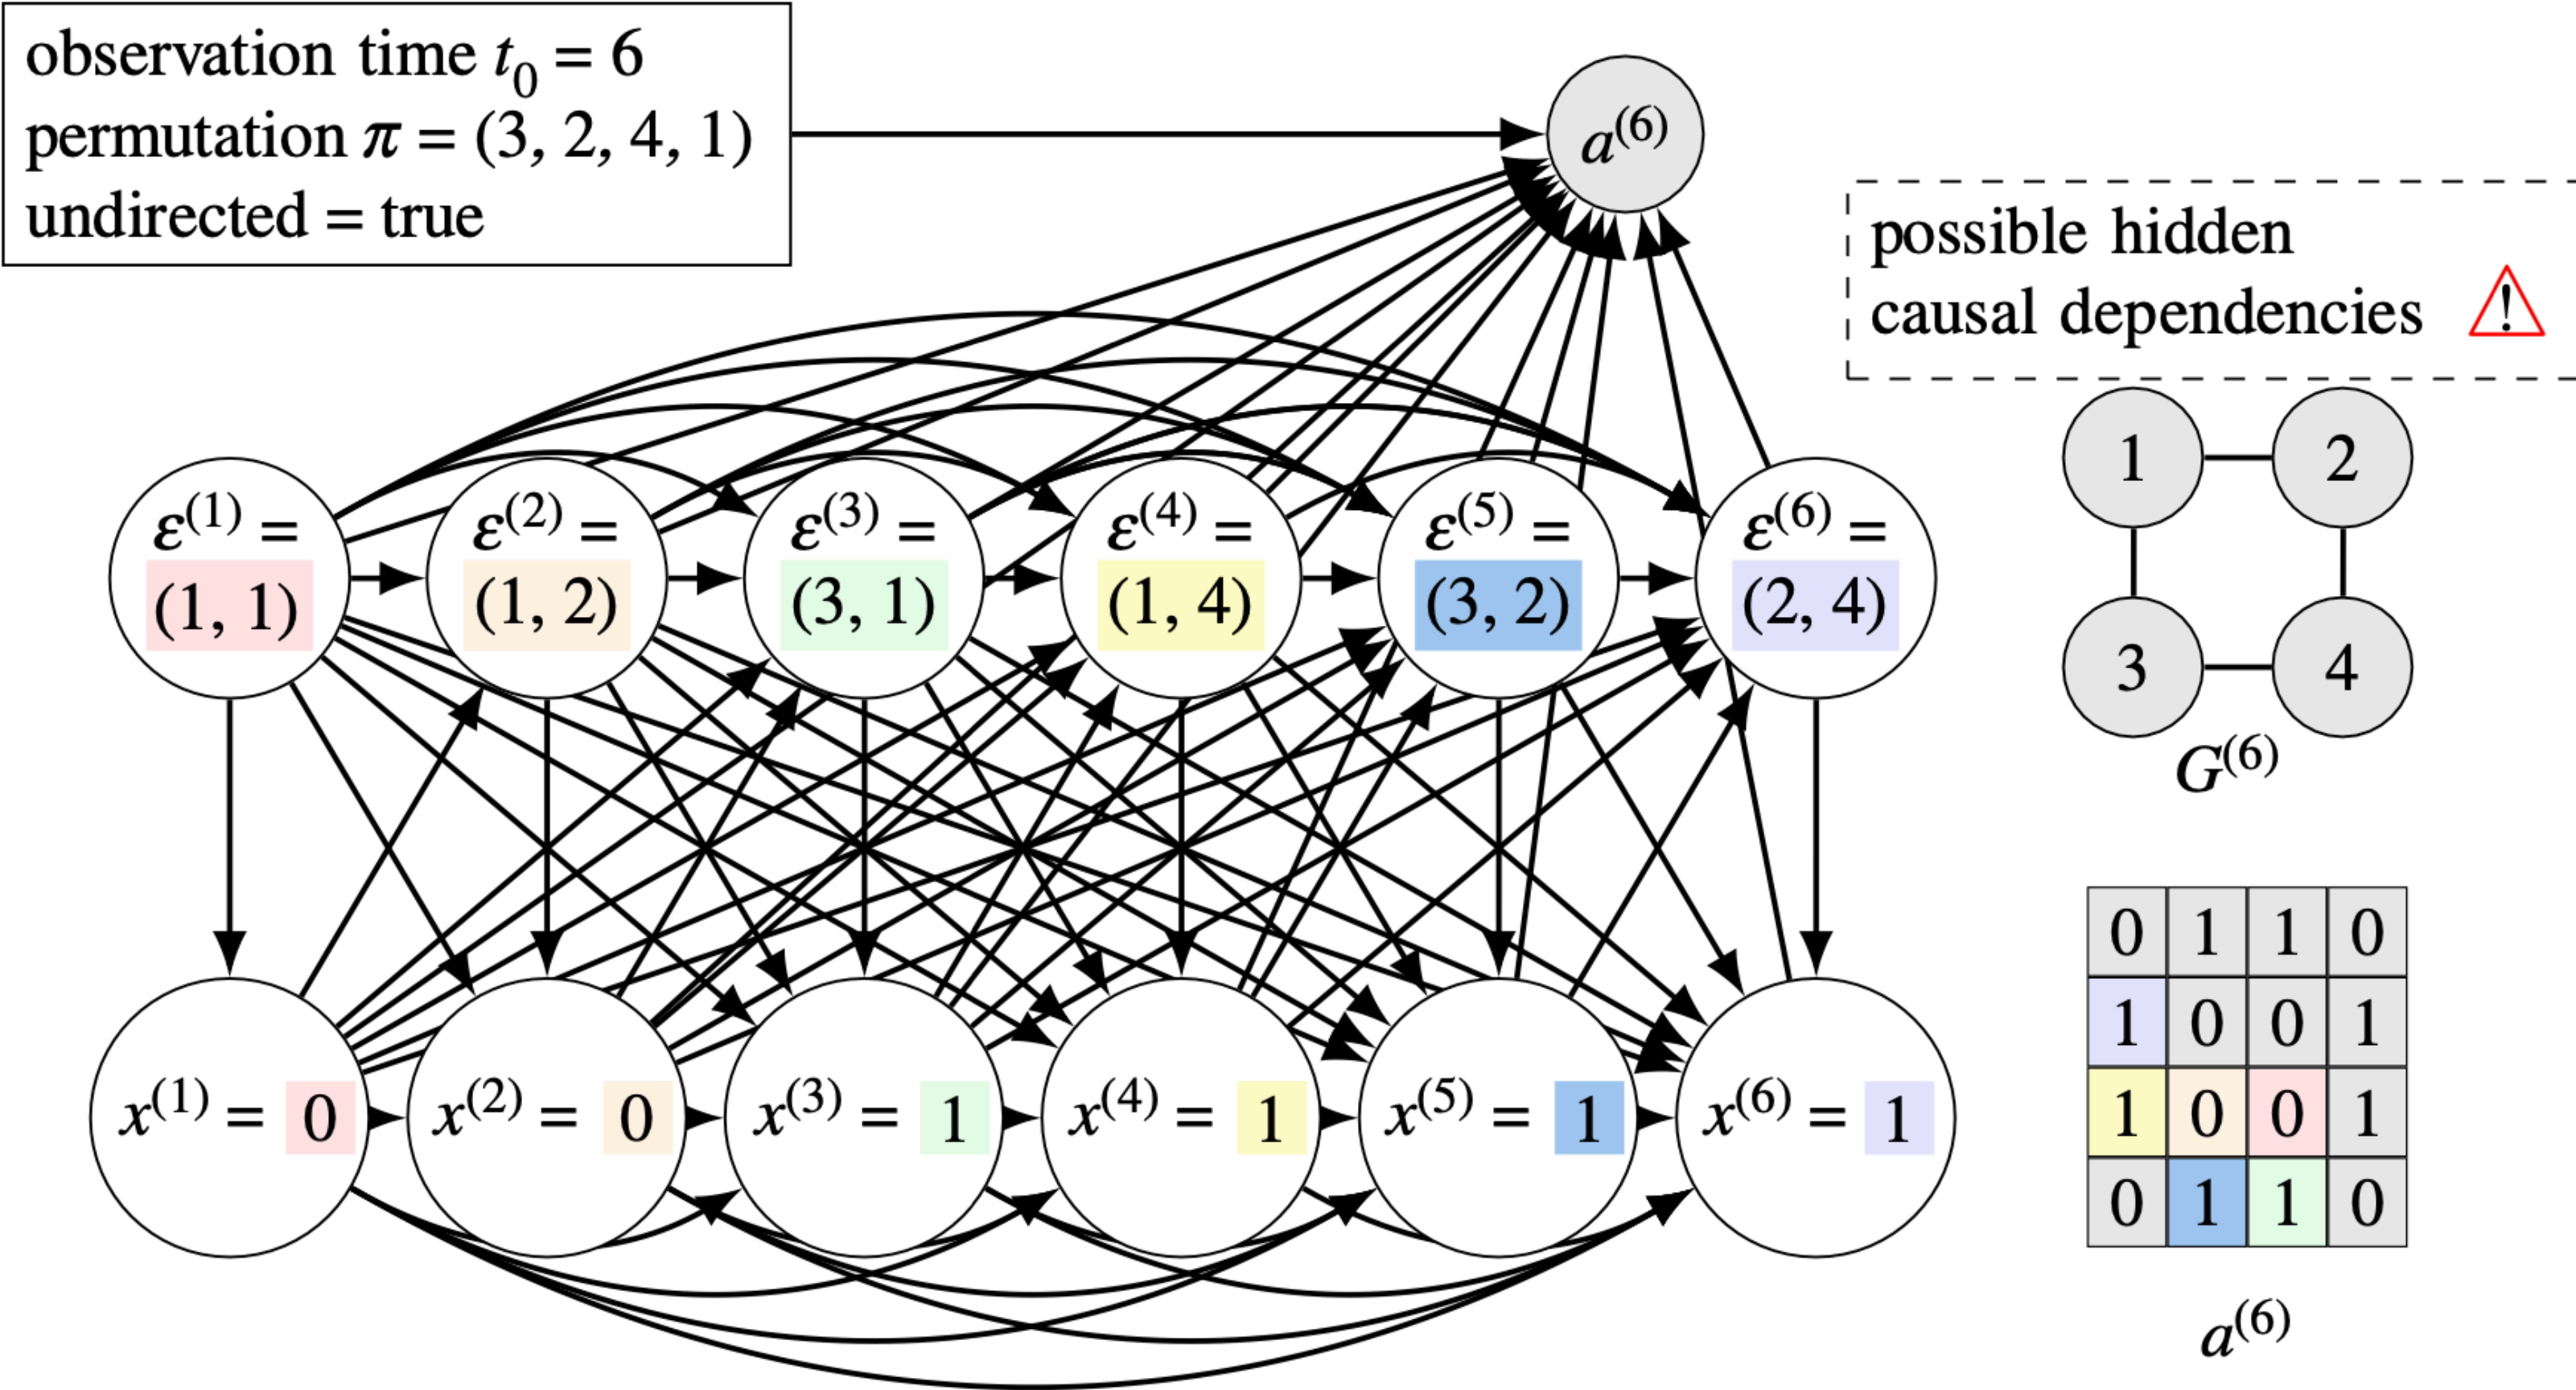 observation time t₀ = 6
permutation π = (3, 2, 4, 1)
undirected = true
a⁽⁶⁾
possible hidden
causal dependencies !
ε⁽¹⁾ =
(1, 1)
ε⁽²⁾ =
(1, 2)
ε⁽³⁾ =
(3, 1)
ε⁽⁴⁾ =
(1, 4)
ε⁽⁵⁾ =
(3, 2)
ε⁽⁶⁾ =
(2, 4)
x⁽¹⁾ = 0
x⁽²⁾ = 0
x⁽³⁾ = 1
x⁽⁴⁾ = 1
x⁽⁵⁾ = 1
x⁽⁶⁾ = 1
1 2
3 4
G⁽⁶⁾
0 1 1 0
1 0 0 1
1 0 0 1
0 1 1 0
a⁽⁶⁾